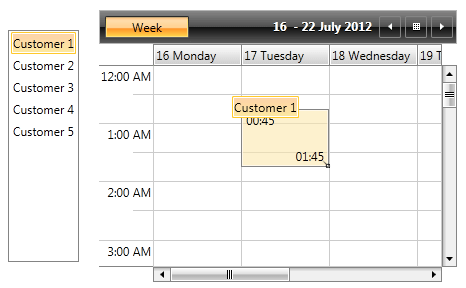 Customer 1
Customer 2
Customer 3
Customer 4
Customer 5
Week
16 - 22 July 2012
16 Monday 17 Tuesday 18 Wednesday 19 T
12:00 AM
Customer 1
00:45
1:00 AM
01:45
2:00 AM
3:00 AM